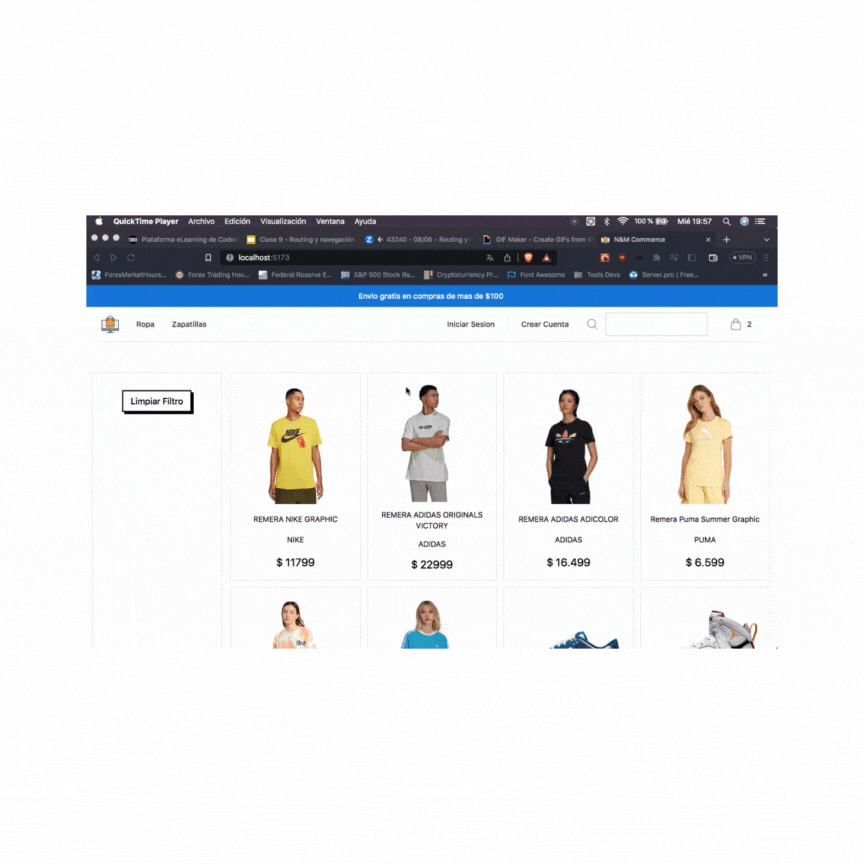 QuickTime Player Archivo Edición Visualización Ventana Ayuda 100 % Mié 19:57
Plataforma eLearning de Coder Clase 9 - Routing y navegación 43240 - 08/06 - Routing y GIF Maker - Create GIFs from V N&M Commerce
localhost:5173 VPN
ForexMarketHours... Forex Trading Hou... Federal Reserve E... S&P 500 Stock Ra... Cryptocurrency Pr... Font Awesome Tools Devs Server.pro | Free...
Envio gratis en compras de mas de $100
Ropa Zapatillas Iniciar Sesion Crear Cuenta 2
Limpiar Filtro
REMERA NIKE GRAPHIC
NIKE
$ 11799
REMERA ADIDAS ORIGINALS
VICTORY
ADIDAS
$ 22999
REMERA ADIDAS ADICOLOR
ADIDAS
$ 16.499
Remera Puma Summer Graphic
PUMA
$ 6.599
NIKE